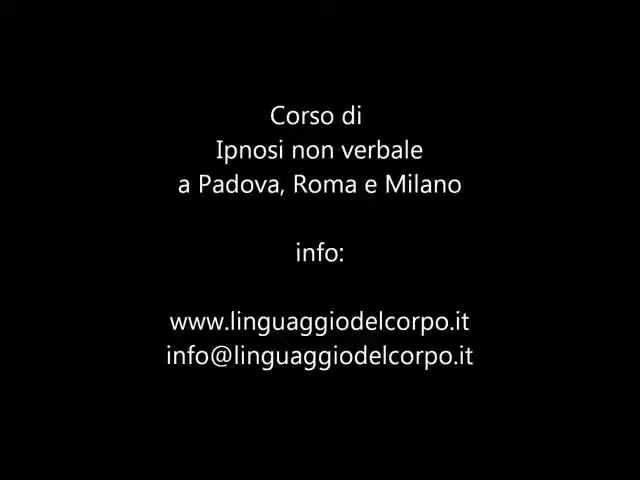 Corso di
Ipnosi non verbale
a Padova, Roma e Milano
info:
www.linguaggiodelcorpo.it
info@linguaggiodelcorpo.it